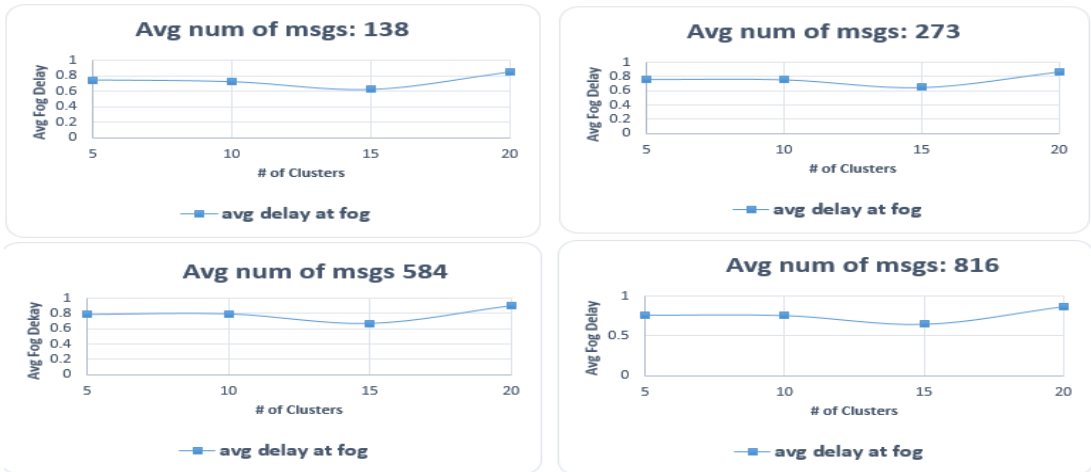 Avg num of msgs: 138
Avg Fog Delay
1
0.8
0.6
0.4
0.2
0
5 10 15 20
# of Clusters
avg delay at fog
Avg num of msgs: 273
Avg Fog Delay
1
0.8
0.6
0.4
0.2
0
5 10 15 20
# of Clusters
avg delay at fog
Avg num of msgs 584
Avg Fog Dekay
1
0.8
0.6
0.4
0.2
0
5 10 15 20
# of Clusters
avg delay at fog
Avg num of msgs: 816
Avg Fog Delay
1
0.5
0
5 10 15 20
# of Clusters
avg delay at fog